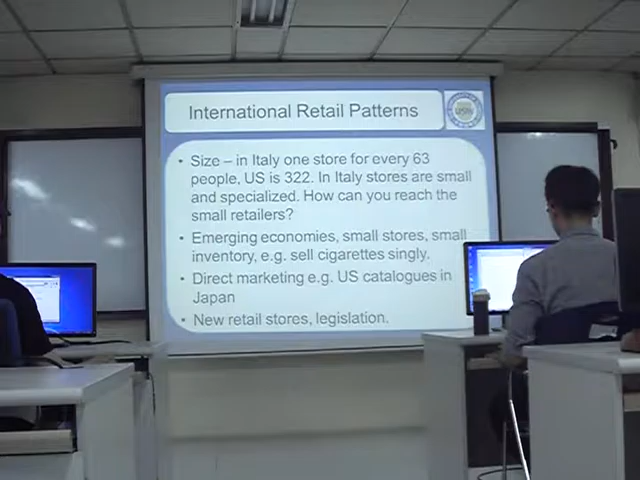 International Retail Patterns
• Size – in Italy one store for every 63
people, US is 322. In Italy stores are small
and specialized. How can you reach the
small retailers?
• Emerging economies, small stores, small
inventory, e.g. sell cigarettes singly.
• Direct marketing e.g. US catalogues in
Japan
• New retail stores, legislation.